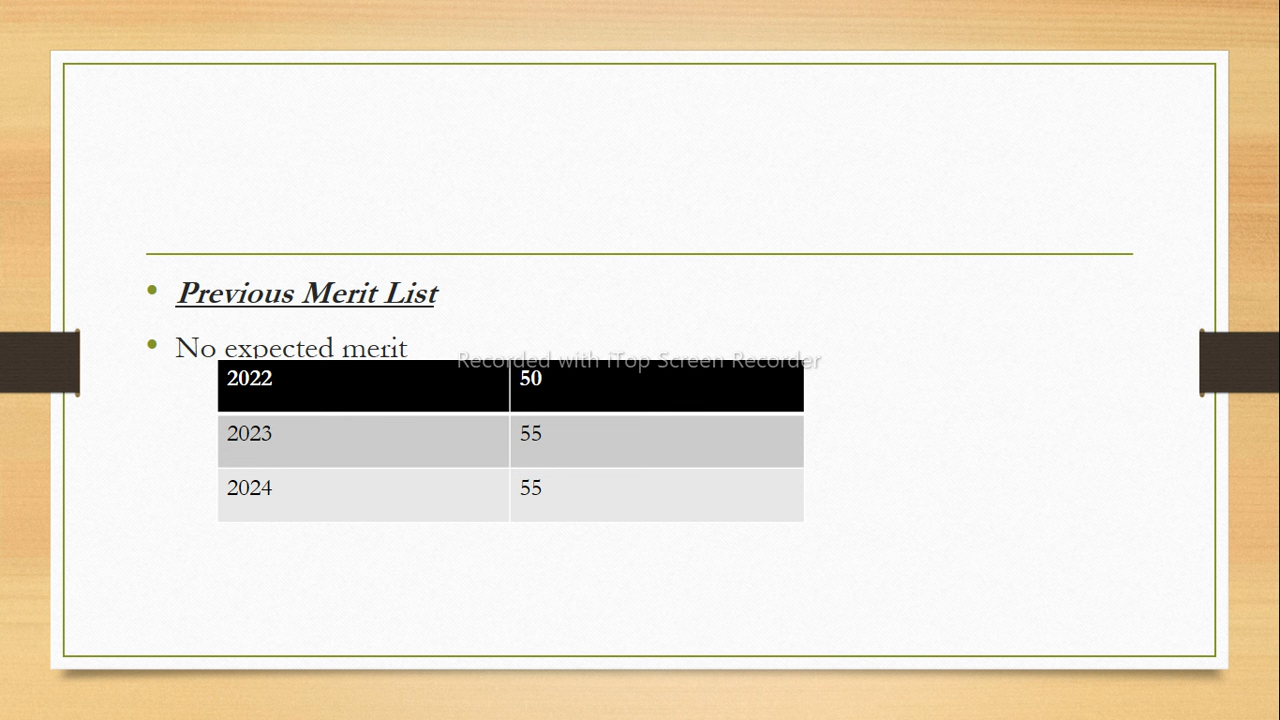 Previous Merit List
No expected merit
Recorded with iTop Screen Recorder
2022 50
2023 55
2024 55